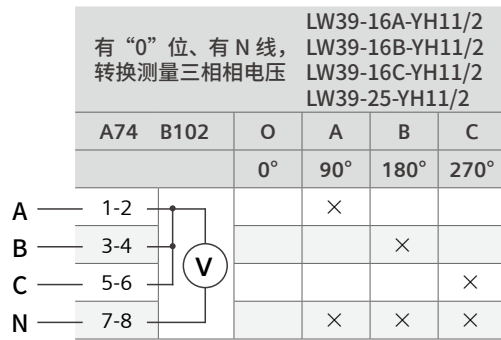 有“0”位、有 N 线，
转换测量三相相电压
LW39-16A-YH11/2
LW39-16B-YH11/2
LW39-16C-YH11/2
LW39-25-YH11/2
A74 B102 O A B C
0° 90° 180° 270°
A 1-2 ×
B 3-4 ×
C 5-6 ×
V
N 7-8 × × ×